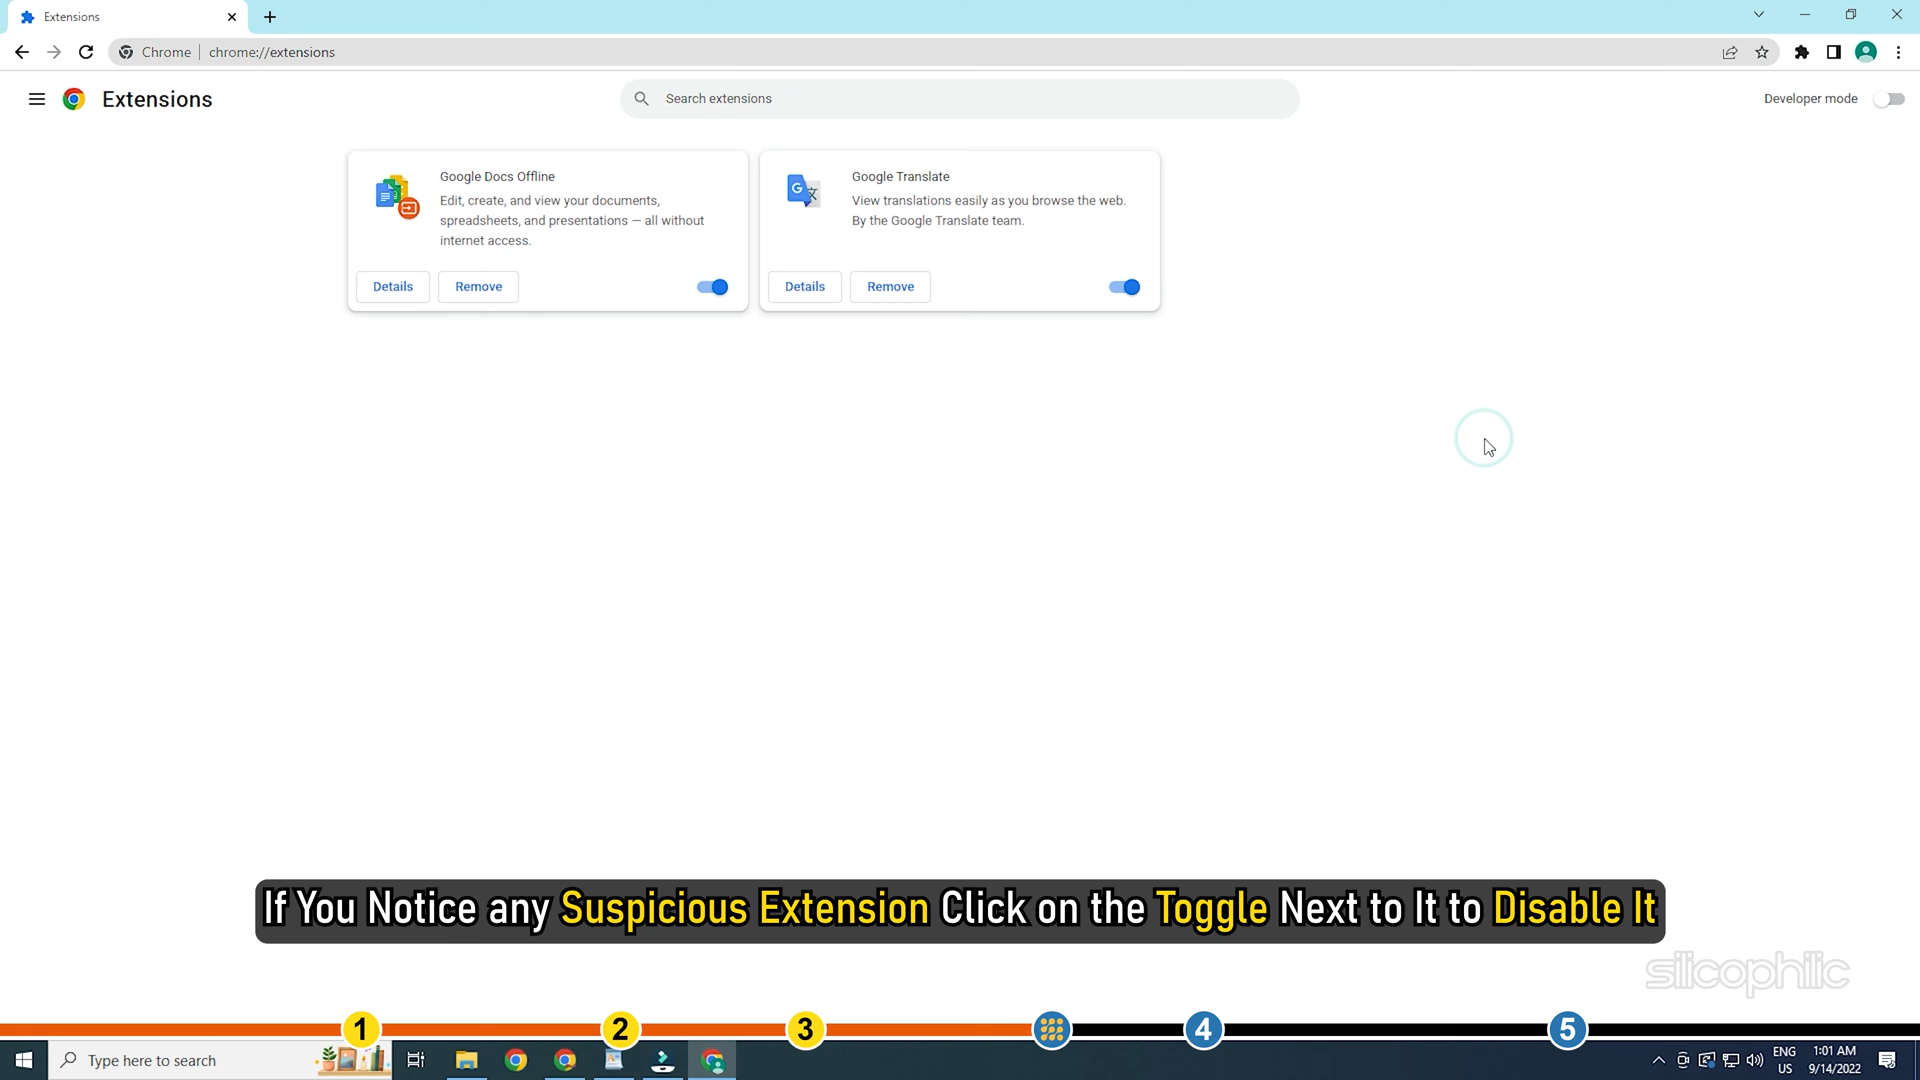 Extensions
Chrome
chrome://extensions
Extensions
Search extensions
Developer mode
Google Docs Offline
Edit, create, and view your documents,
spreadsheets, and presentations — all without
internet access.
Details
Remove
Google Translate
View translations easily as you browse the web.
By the Google Translate team.
Details
Remove
If You Notice any Suspicious Extension Click on the Toggle Next to It to Disable It
silicophilic
1
2
3
4
5
Type here to search
ENG
US
1:01 AM
9/14/2022